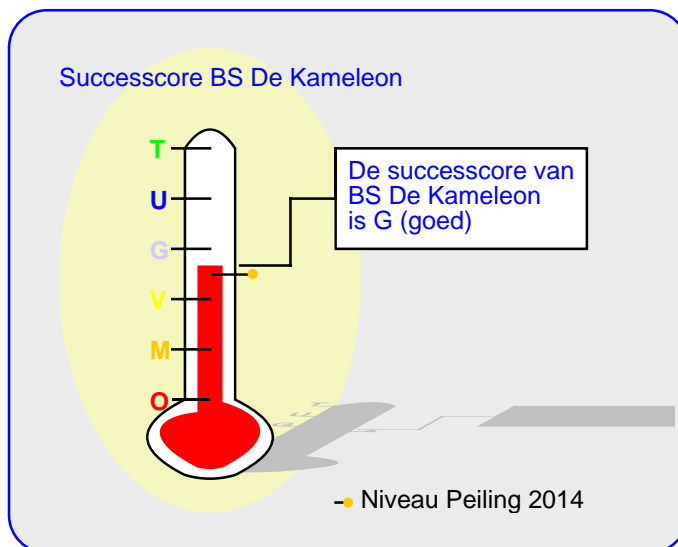 Successcore BS De Kameleon
T
U
G
V
M
O
De successcore van
BS De Kameleon
is G (goed)
Niveau Peiling 2014